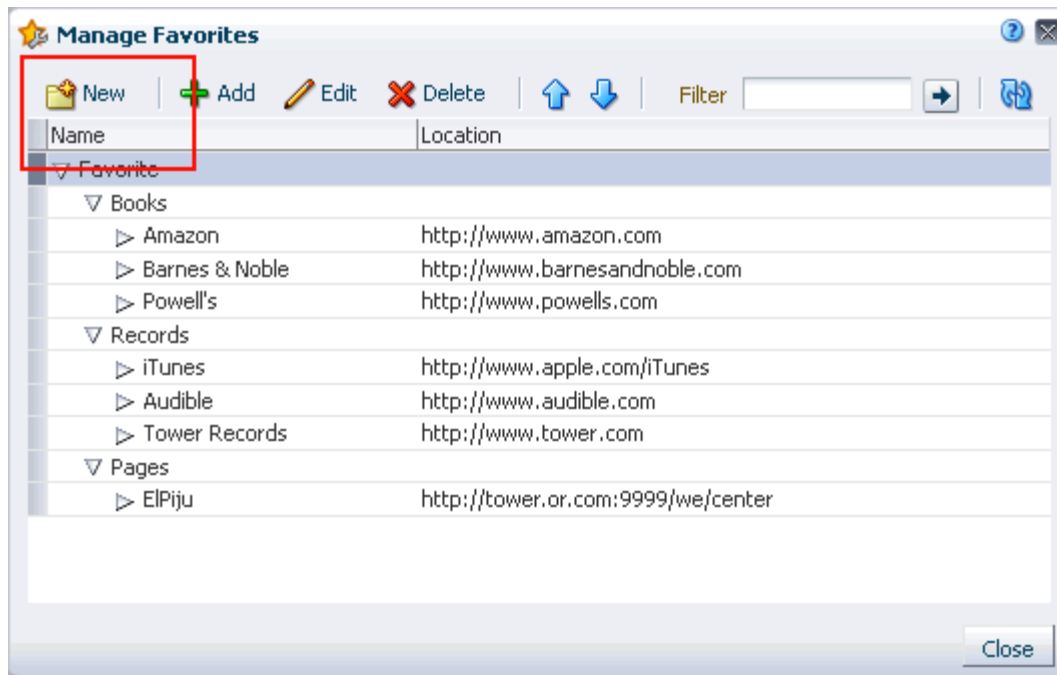 Manage Favorites
New Add Edit Delete Filter
Name Location
Favorite
Books
Amazon http://www.amazon.com
Barnes & Noble http://www.barnesandnoble.com
Powell's http://www.powells.com
Records
iTunes http://www.apple.com/iTunes
Audible http://www.audible.com
Tower Records http://www.tower.com
Pages
ElPiju http://tower.or.com:9999/we/center
Close